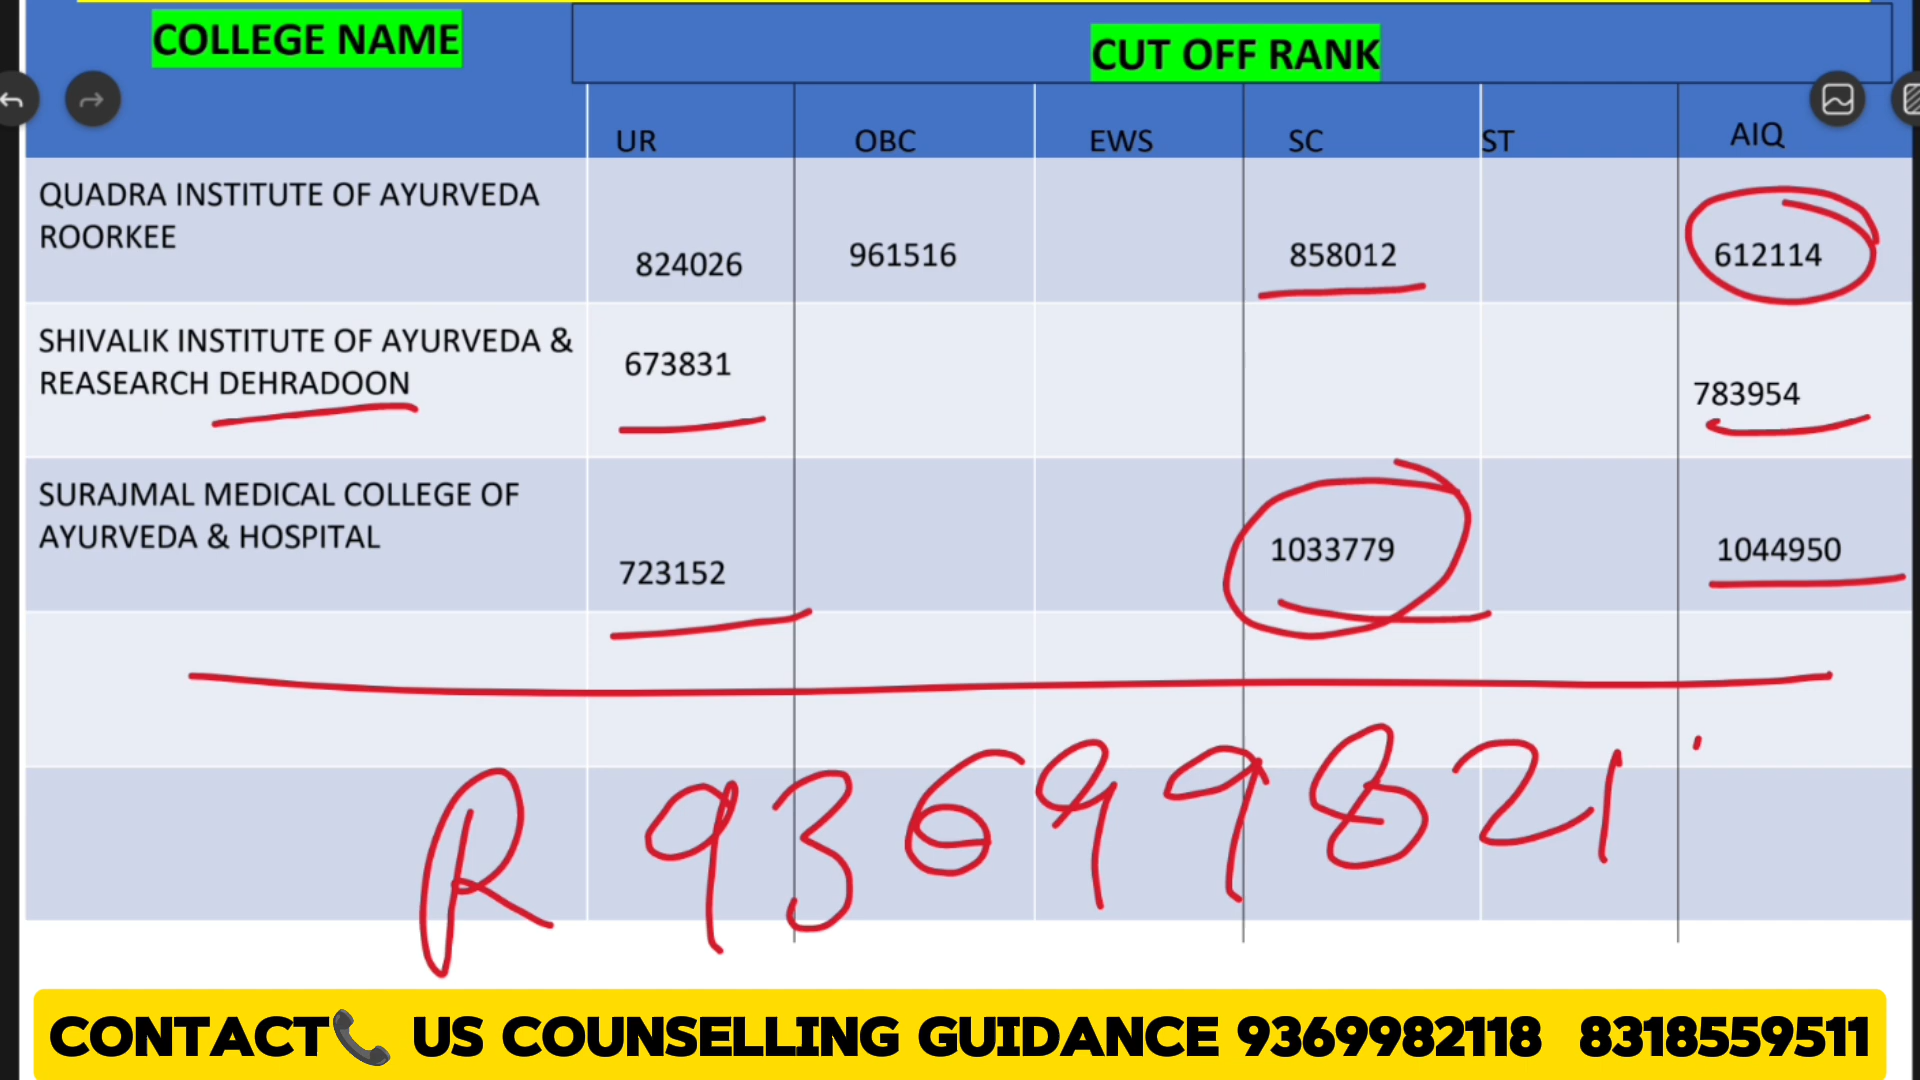 COLLEGE NAME
CUT OFF RANK
UR OBC EWS SC ST AIQ
QUADRA INSTITUTE OF AYURVEDA
ROORKEE
824026 961516 858012 612114
SHIVALIK INSTITUTE OF AYURVEDA &
REASEARCH DEHRADOON
673831 783954
SURAJMAL MEDICAL COLLEGE OF
AYURVEDA & HOSPITAL
723152 1033779 1044950
R 936999821
CONTACT📞 US COUNSELLING GUIDANCE 9369982118 8318559511